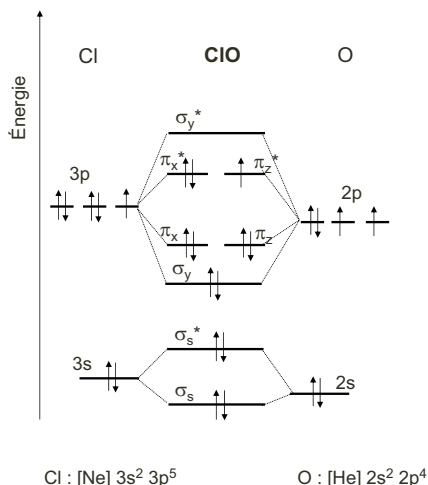 Énergie
Cl ClO O
σy*
πx* πz*
3p 2p
πx πz
σy
σs*
3s 2s
σs
Cl : [Ne] 3s² 3p⁵ O : [He] 2s² 2p⁴